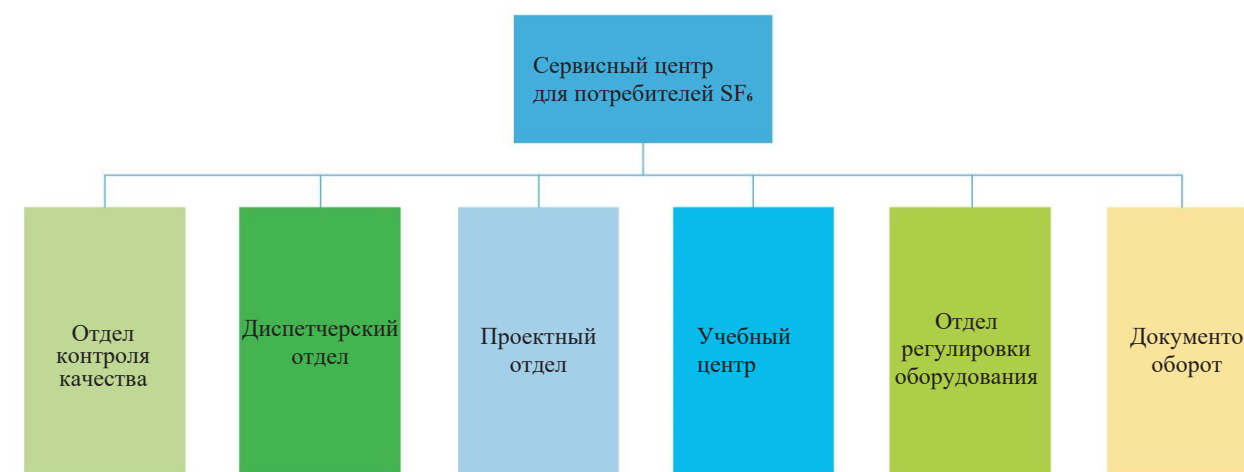 Сервисный центр
для потребителей SF₆
Отдел
контроля
качества
Диспетчерский
отдел
Проектный
отдел
Учебный
центр
Отдел
регулировки
оборудования
Документо
оборот